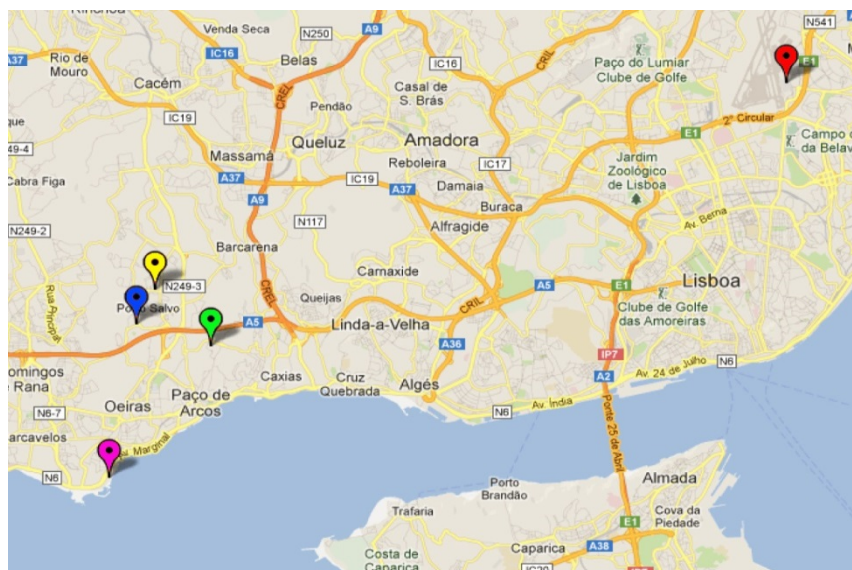 Venda Seca
N250
A9
IC16
Belas
A37
Rio de
Mouro
Cacém
IC16
CRIL
Paço do Lumiar
Clube de Golfe
N541
E1
Casal de
S. Brás
CREL
Pendão
IC19
Queluz
Amadora
2° Circular
E1
Campo
da Belav
Massamá
Reboleira
IC17
Jardim
Zoológico
de Lisboa
Cabra Figa
A37
IC19
A37
Damaia
A9
Buraca
N117
Alfragide
Av. Berna
N249-2
Barcarena
Carnaxide
Lisboa
N249-3
Rua Principal
Porto Salvo
CREL
Queijas
CRIL
A5
E1
Clube de Golfe
das Amoreiras
A5
Linda-a-Velha
A36
IP7
N6
omingos
e Rana
Caxias
Cruz
Quebrada
Algés
A2
Av. 24 de Julho
Paço de
Arcos
Oeiras
N6-7
N6
Av. Índia
Ponte 25 de Abril
arcavelos
Marginal
N6
Porto
Brandão
Almada
Trafaria
Cova da
Piedade
E1
Costa de
Caparica
Caparica
A38
IC20